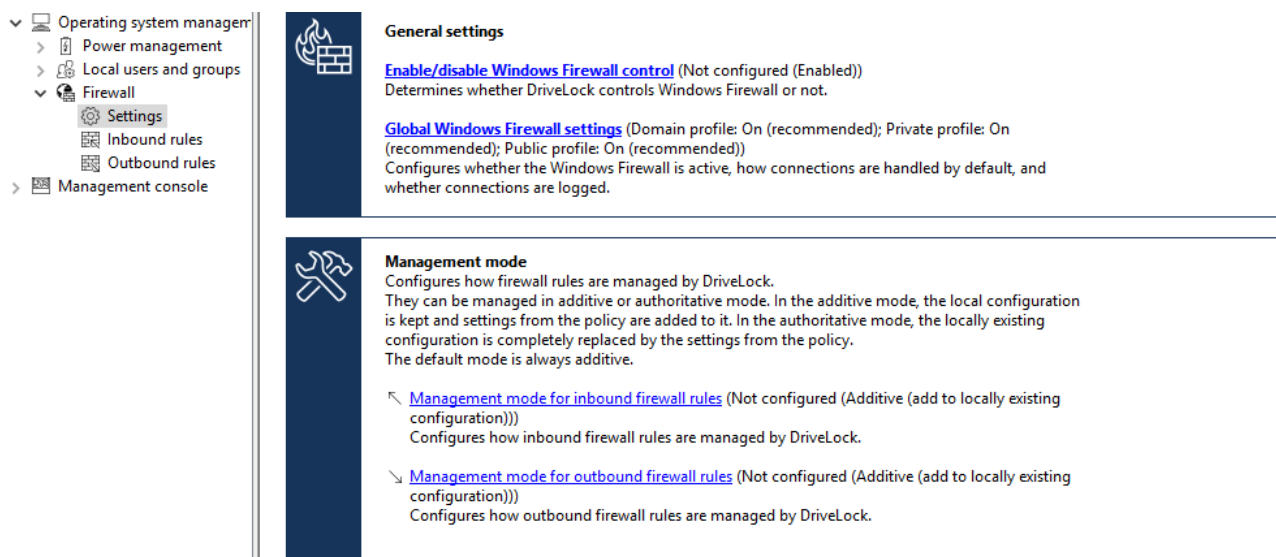 Operating system managem
Power management
Local users and groups
Firewall
Settings
Inbound rules
Outbound rules
Management console
General settings
Enable/disable Windows Firewall control (Not configured (Enabled))
Determines whether DriveLock controls Windows Firewall or not.
Global Windows Firewall settings (Domain profile: On (recommended); Private profile: On
(recommended); Public profile: On (recommended))
Configures whether the Windows Firewall is active, how connections are handled by default, and
whether connections are logged.
Management mode
Configures how firewall rules are managed by DriveLock.
They can be managed in additive or authoritative mode. In the additive mode, the local configuration
is kept and settings from the policy are added to it. In the authoritative mode, the locally existing
configuration is completely replaced by the settings from the policy.
The default mode is always additive.
Management mode for inbound firewall rules (Not configured (Additive (add to locally existing
configuration)))
Configures how inbound firewall rules are managed by DriveLock.
Management mode for outbound firewall rules (Not configured (Additive (add to locally existing
configuration)))
Configures how outbound firewall rules are managed by DriveLock.